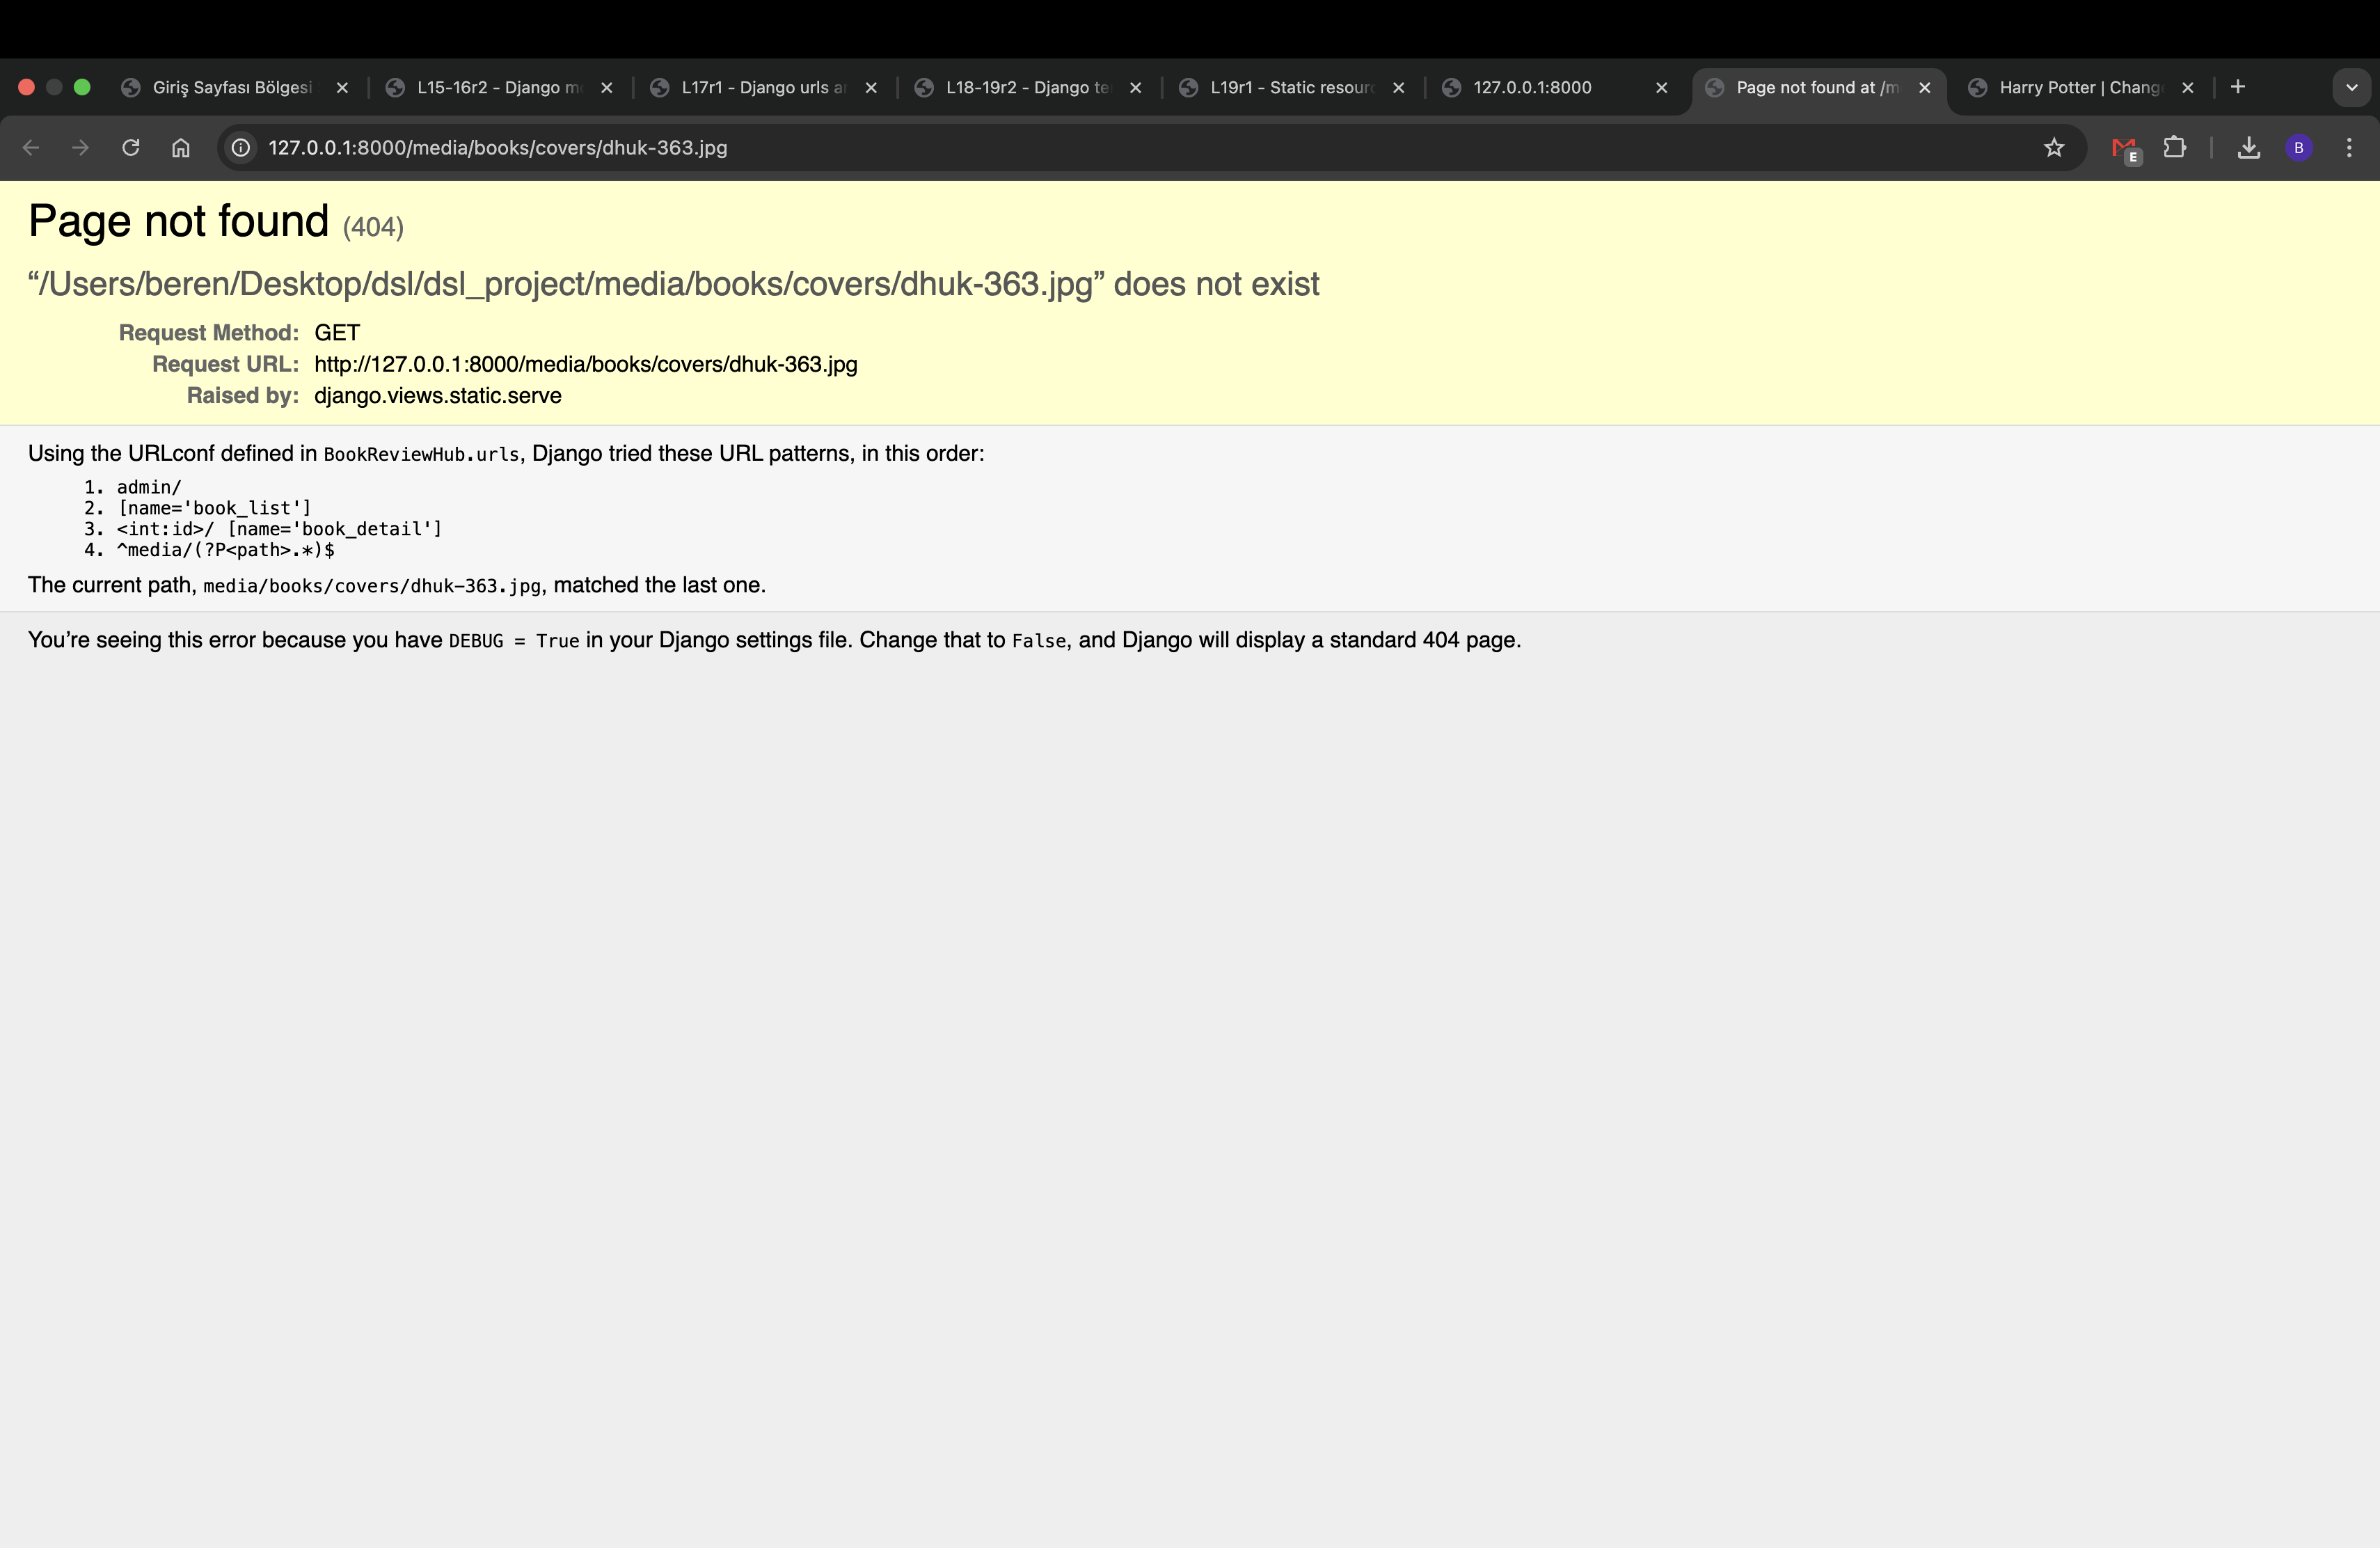 Giriş Sayfası Bölgesi
L15-16r2 - Django m
L17r1 - Django urls a
L18-19r2 - Django te
L19r1 - Static resour
127.0.0.1:8000
Page not found at /m
Harry Potter | Chang
127.0.0.1:8000/media/books/covers/dhuk-363.jpg
E
B
Page not found (404)
“/Users/beren/Desktop/dsl/dsl_project/media/books/covers/dhuk-363.jpg” does not exist
Request Method: GET
Request URL: http://127.0.0.1:8000/media/books/covers/dhuk-363.jpg
Raised by: django.views.static.serve
Using the URLconf defined in BookReviewHub.urls, Django tried these URL patterns, in this order:
1. admin/
2. [name='book_list']
3. <int:id>/ [name='book_detail']
4. ^media/(?P<path>.*)$
The current path, media/books/covers/dhuk-363.jpg, matched the last one.
You’re seeing this error because you have DEBUG = True in your Django settings file. Change that to False, and Django will display a standard 404 page.